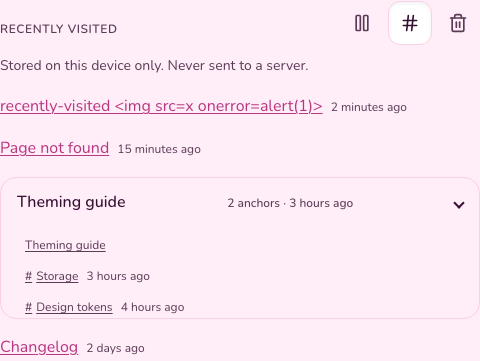 RECENTLY VISITED #
Stored on this device only. Never sent to a server.
recently-visited <img src=x onerror=alert(1)> 2 minutes ago
Page not found 15 minutes ago
Theming guide 2 anchors · 3 hours ago
Theming guide
# Storage 3 hours ago
# Design tokens 4 hours ago
Changelog 2 days ago